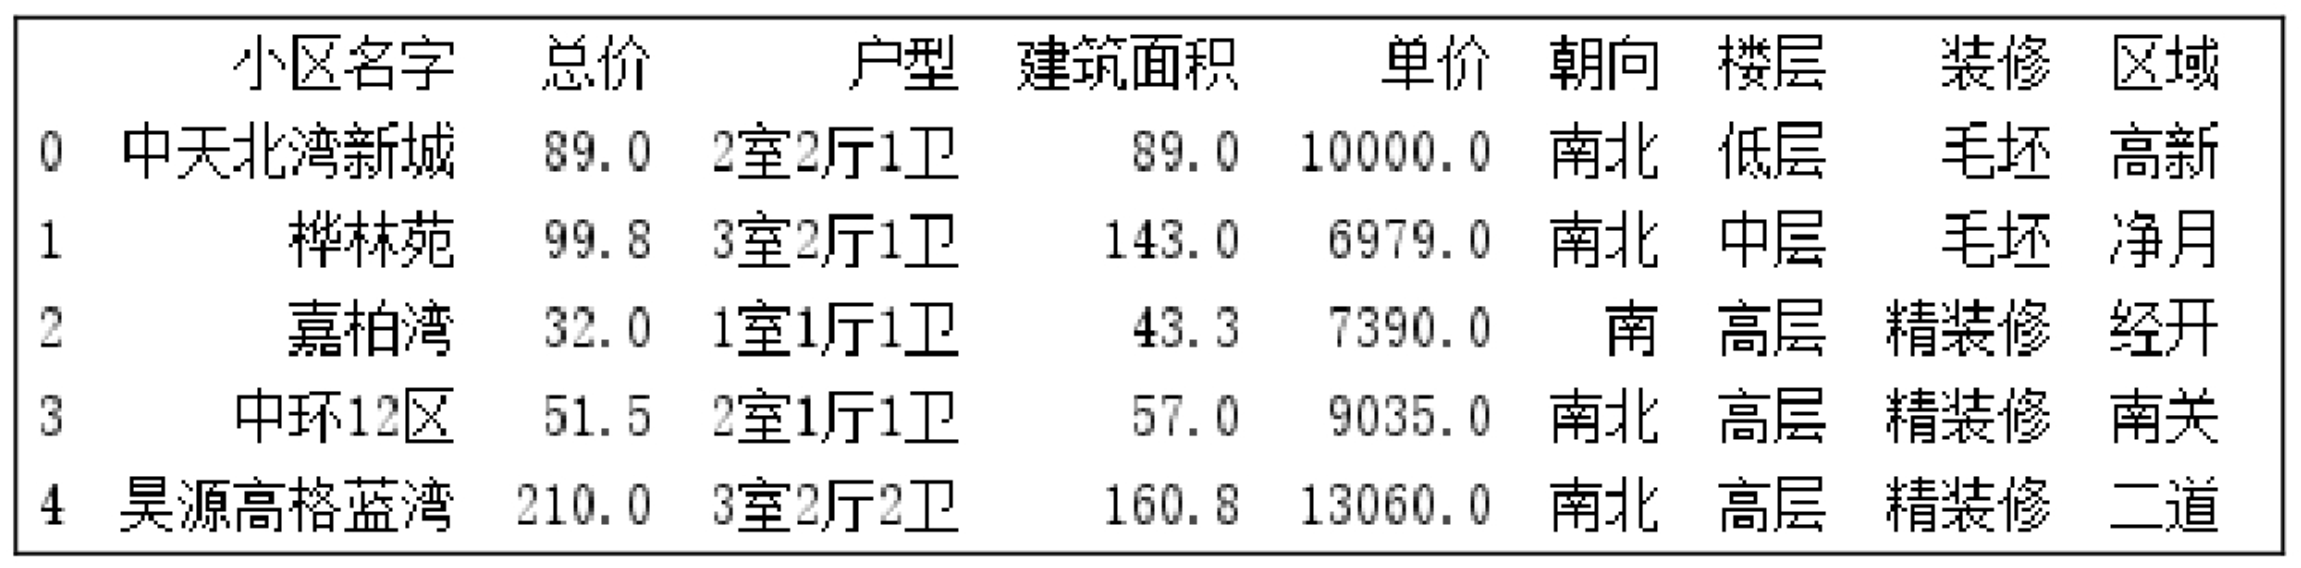 小区名字 总价 户型 建筑面积 单价 朝向 楼层 装修 区域
0 中天北湾新城 89.0 2室2厅1卫 89.0 10000.0 南北 低层 毛坯 高新
1 桦林苑 99.8 3室2厅1卫 143.0 6979.0 南北 中层 毛坯 净月
2 嘉柏湾 32.0 1室1厅1卫 43.3 7390.0 南 高层 精装修 经开
3 中环12区 51.5 2室1厅1卫 57.0 9035.0 南北 高层 精装修 南关
4 昊源高格蓝湾 210.0 3室2厅2卫 160.8 13060.0 南北 高层 精装修 二道